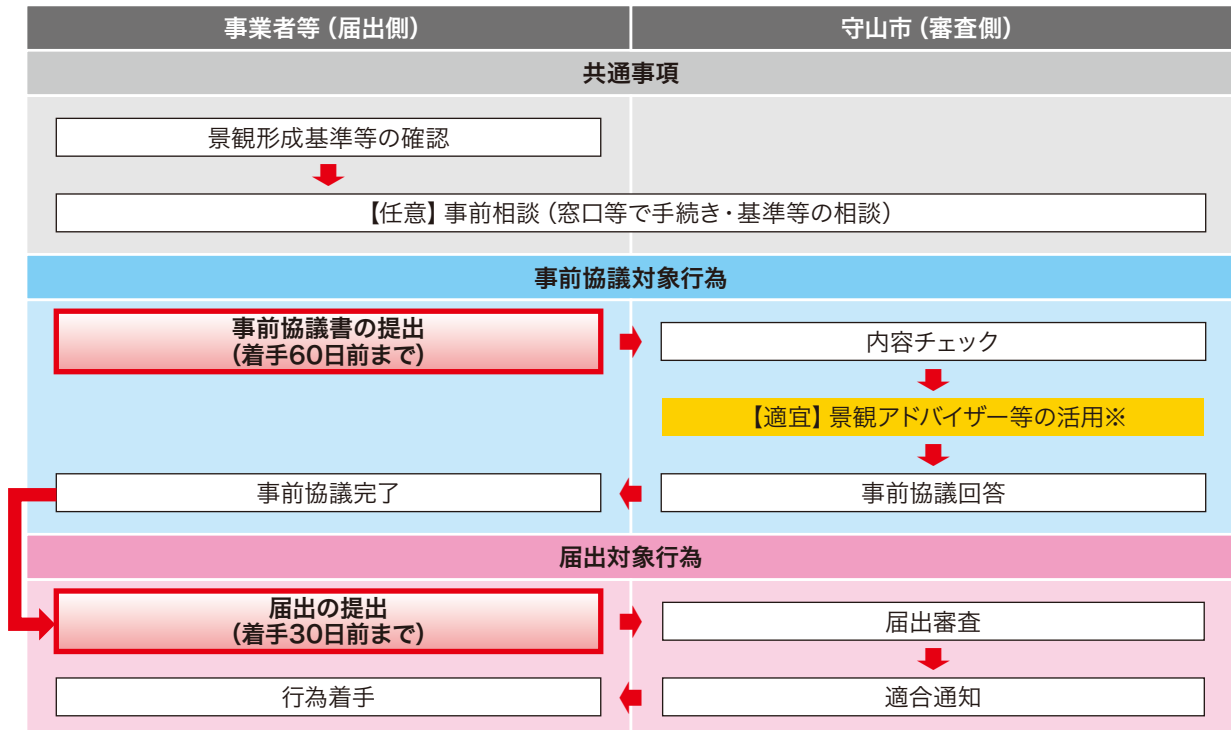 事業者等（届出側）
守山市（審査側）
共通事項
景観形成基準等の確認
【任意】事前相談（窓口等で手続き・基準等の相談）
事前協議対象行為
事前協議書の提出
（着手60日前まで）
内容チェック
【適宜】景観アドバイザー等の活用※
事前協議完了
事前協議回答
届出対象行為
届出の提出
（着手30日前まで）
届出審査
行為着手
適合通知